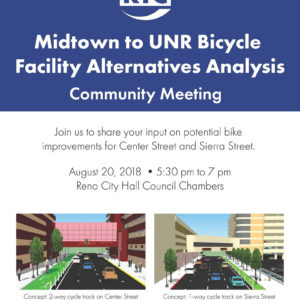 Midtown to UNR Bicycle
Facility Alternatives Analysis
Community Meeting
Join us to share your input on potential bike
improvements for Center Street and Sierra Street.
August 20, 2018 • 5:30 pm to 7 pm
Reno City Hall Council Chambers
Concept: 2-way cycle track on Center Street
Concept: 1-way cycle track on Sierra Street